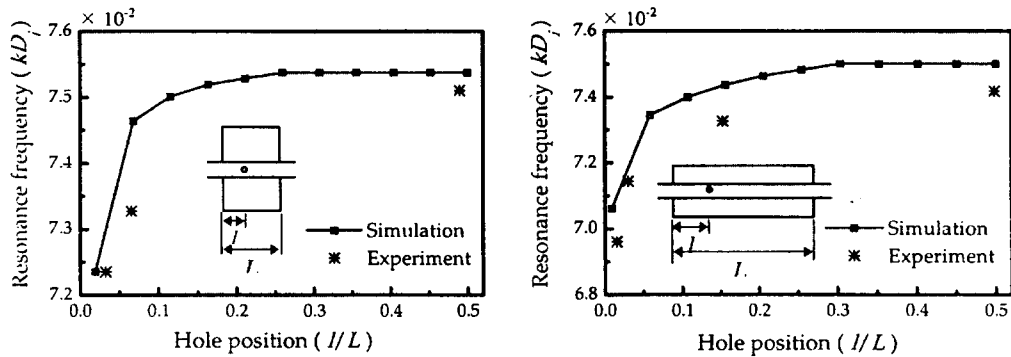 × 10⁻²
7.6
7.5
7.4
7.3
7.2
0.0 0.1 0.2 0.3 0.4 0.5
Resonance frequency ( kDᵢ )
Hole position ( l/L )
l
L
Simulation
Experiment
× 10⁻²
7.6
7.4
7.2
7.0
6.8
0.0 0.1 0.2 0.3 0.4 0.5
Resonance frequency ( kDᵢ )
Hole position ( l/L )
l
L
Simulation
Experiment